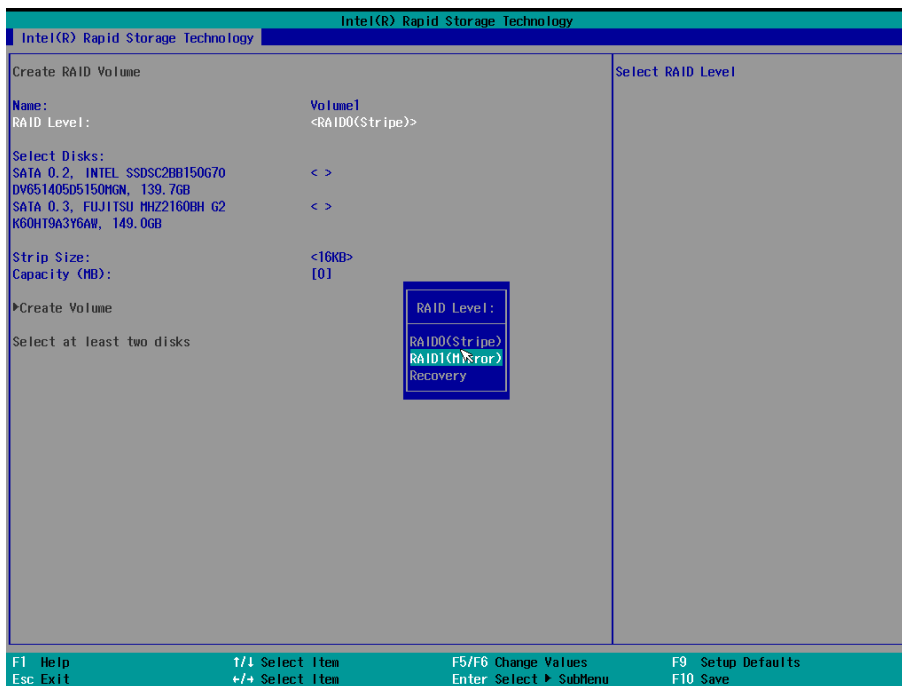 Intel(R) Rapid Storage Technology
Intel(R) Rapid Storage Technology
Create RAID Volume
Select RAID Level
Name: Volume1
RAID Level: <RAID0(Stripe)>
Select Disks:
SATA 0.2, INTEL SSDSC2BB150G70 < >
DV651405D5150MGN, 139.7GB
SATA 0.3, FUJITSU MHZ2160BH G2 < >
K60HT9A3Y6AW, 149.0GB
Strip Size: <16KB>
Capacity (MB): [0]
▶Create Volume
Select at least two disks
RAID Level:
RAID0(Stripe)
RAID1(Mirror)
Recovery
F1 Help ↑/↓ Select Item F5/F6 Change Values F9 Setup Defaults
Esc Exit ←/→ Select Item Enter Select ▶ SubMenu F10 Save